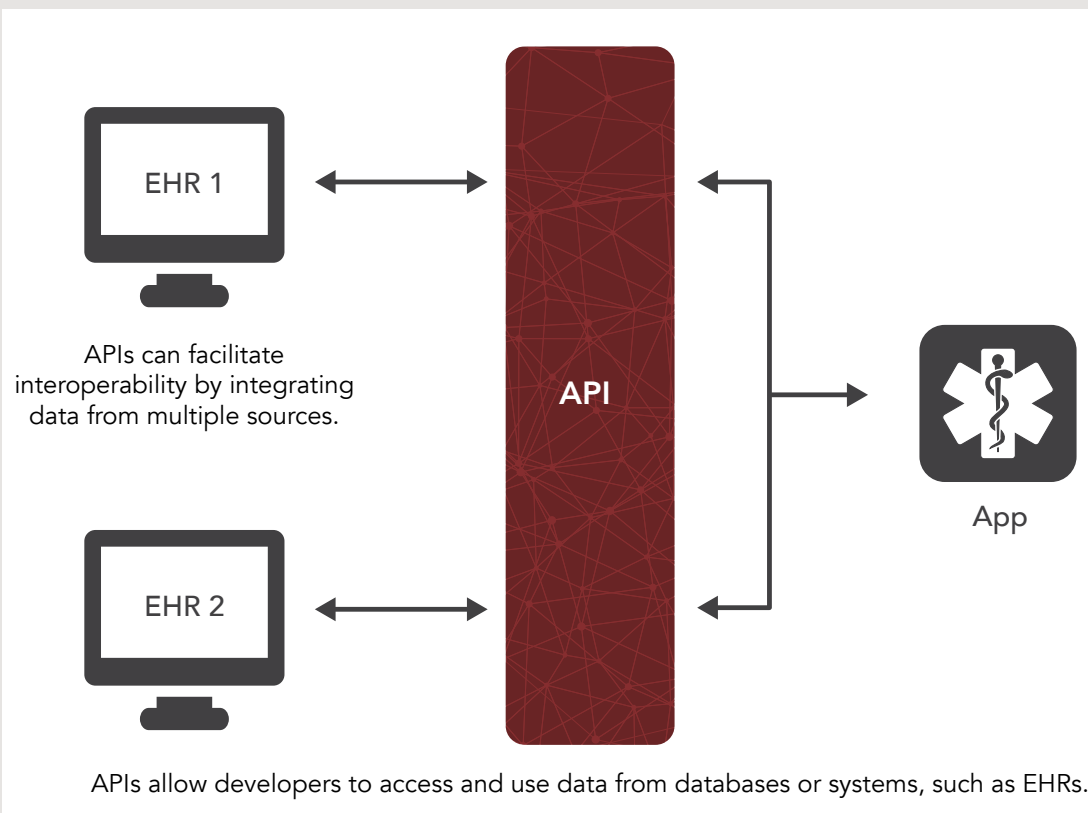 EHR 1
APIs can facilitate
interoperability by integrating
data from multiple sources.
API
App
EHR 2
APIs allow developers to access and use data from databases or systems, such as EHRs.